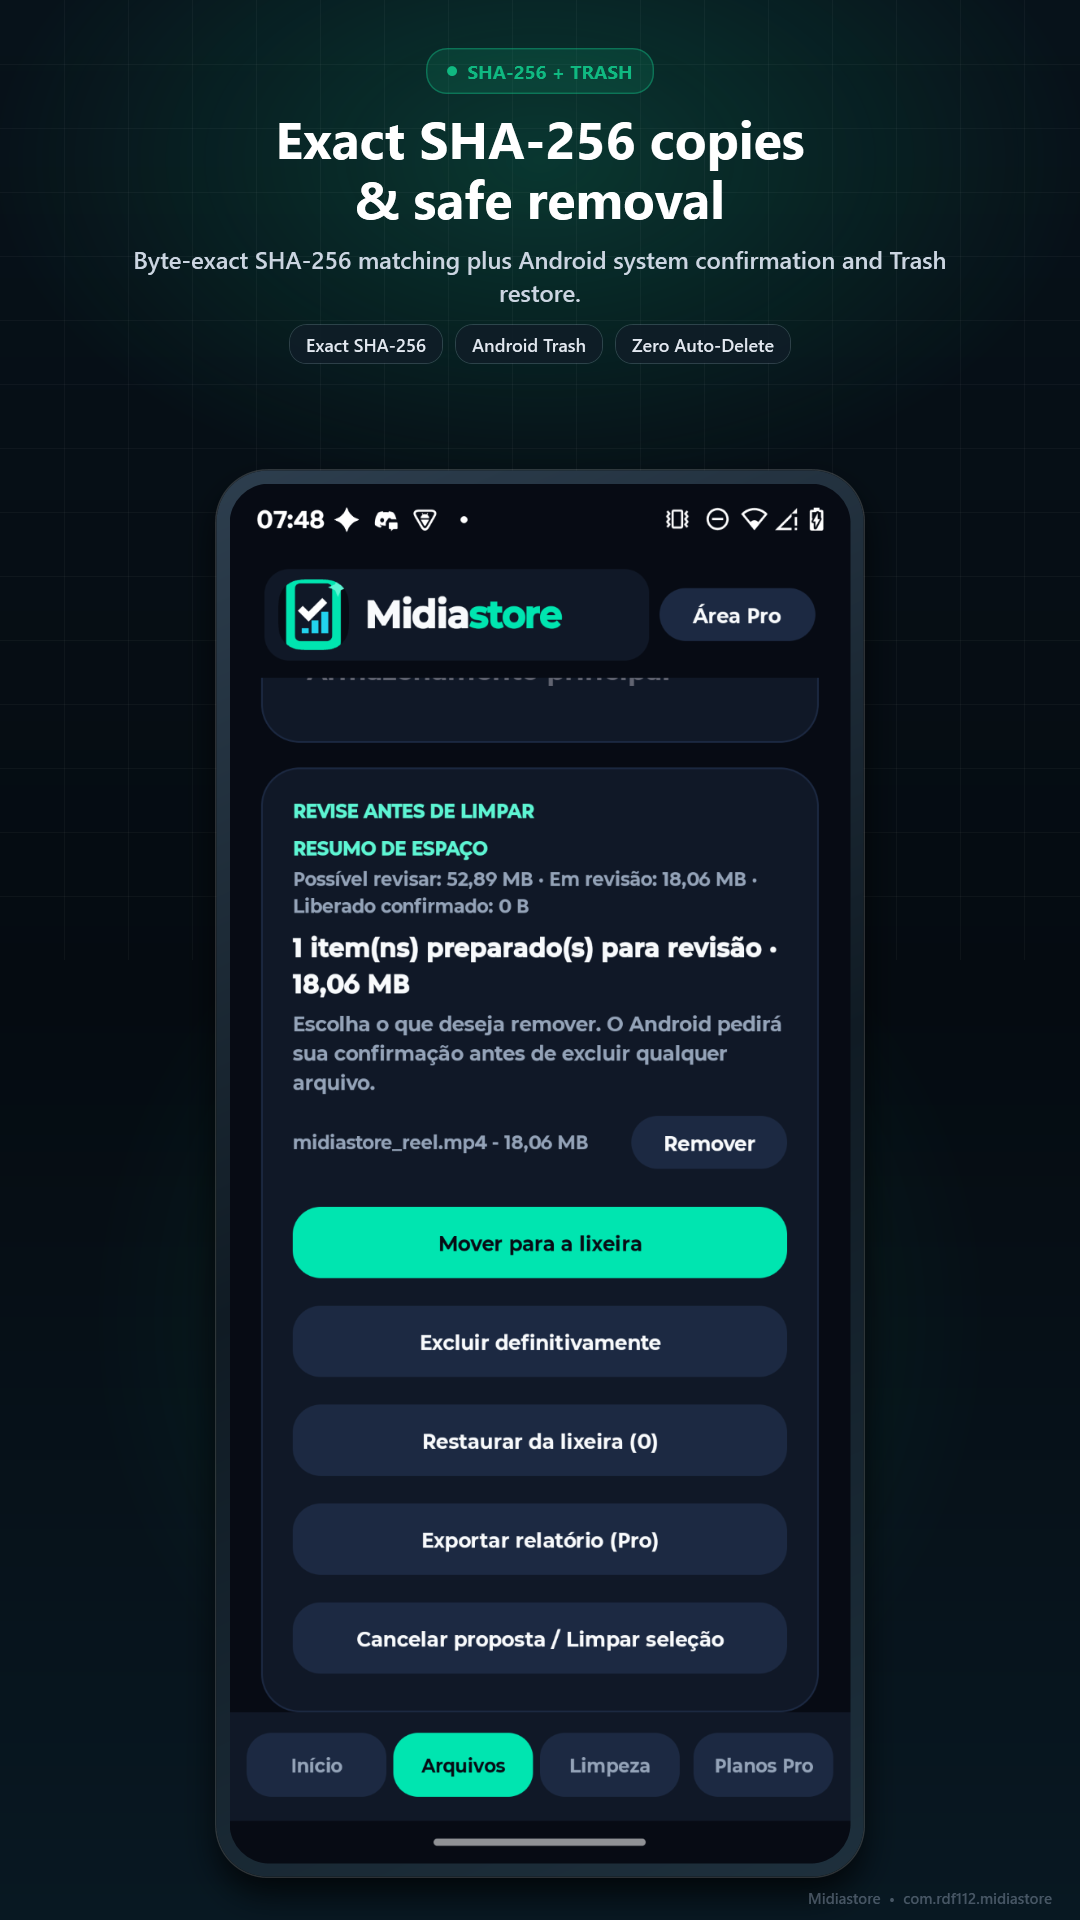 SHA-256 + TRASH
Exact SHA-256 copies
& safe removal
Byte-exact SHA-256 matching plus Android system confirmation and Trash
restore.
Exact SHA-256
Android Trash
Zero Auto-Delete
07:48
Midiastore
Área Pro
Armazenamento principal
REVISE ANTES DE LIMPAR
RESUMO DE ESPAÇO
Possível revisar: 52,89 MB · Em revisão: 18,06 MB ·
Liberado confirmado: 0 B
1 item(ns) preparado(s) para revisão ·
18,06 MB
Escolha o que deseja remover. O Android pedirá
sua confirmação antes de excluir qualquer
arquivo.
midiastore_reel.mp4 - 18,06 MB
Remover
Mover para a lixeira
Excluir definitivamente
Restaurar da lixeira (0)
Exportar relatório (Pro)
Cancelar proposta / Limpar seleção
Início
Arquivos
Limpeza
Planos Pro
Midiastore • com.rdf112.midiastore